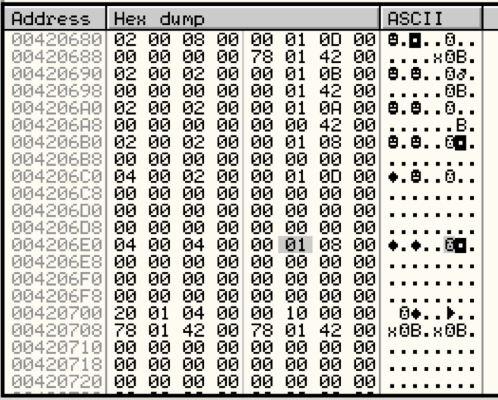 Address Hex dump ASCII
00420680 02 00 08 00 00 01 0D 00 ☻.◘..☺..
00420688 00 00 00 00 78 01 42 00 ....x☺B.
00420690 02 00 02 00 00 01 0B 00 ☻.☻..☺♂.
00420698 00 00 00 00 00 01 42 00 .....☺B.
004206A0 02 00 02 00 00 01 0A 00 ☻.☻..☺..
004206A8 00 00 00 00 00 00 42 00 ......B.
004206B0 02 00 02 00 00 01 08 00 ☻.☻..☺◘.
004206B8 00 00 00 00 00 00 00 00 ........
004206C0 04 00 02 00 00 01 0D 00 ♦.☻..☺..
004206C8 00 00 00 00 00 00 00 00 ........
004206D0 00 00 00 00 00 00 00 00 ........
004206D8 00 00 00 00 00 00 00 00 ........
004206E0 04 00 04 00 00 01 08 00 ♦.♦..☺◘.
004206E8 00 00 00 00 00 00 00 00 ........
004206F0 00 00 00 00 00 00 00 00 ........
004206F8 00 00 00 00 00 00 00 00 ........
00420700 20 01 04 00 00 10 00 00  ☺♦..►..
00420708 78 01 42 00 78 01 42 00 x☺B.x☺B.
00420710 00 00 00 00 00 00 00 00 ........
00420718 00 00 00 00 00 00 00 00 ........
00420720 00 00 00 00 00 00 00 00 ........